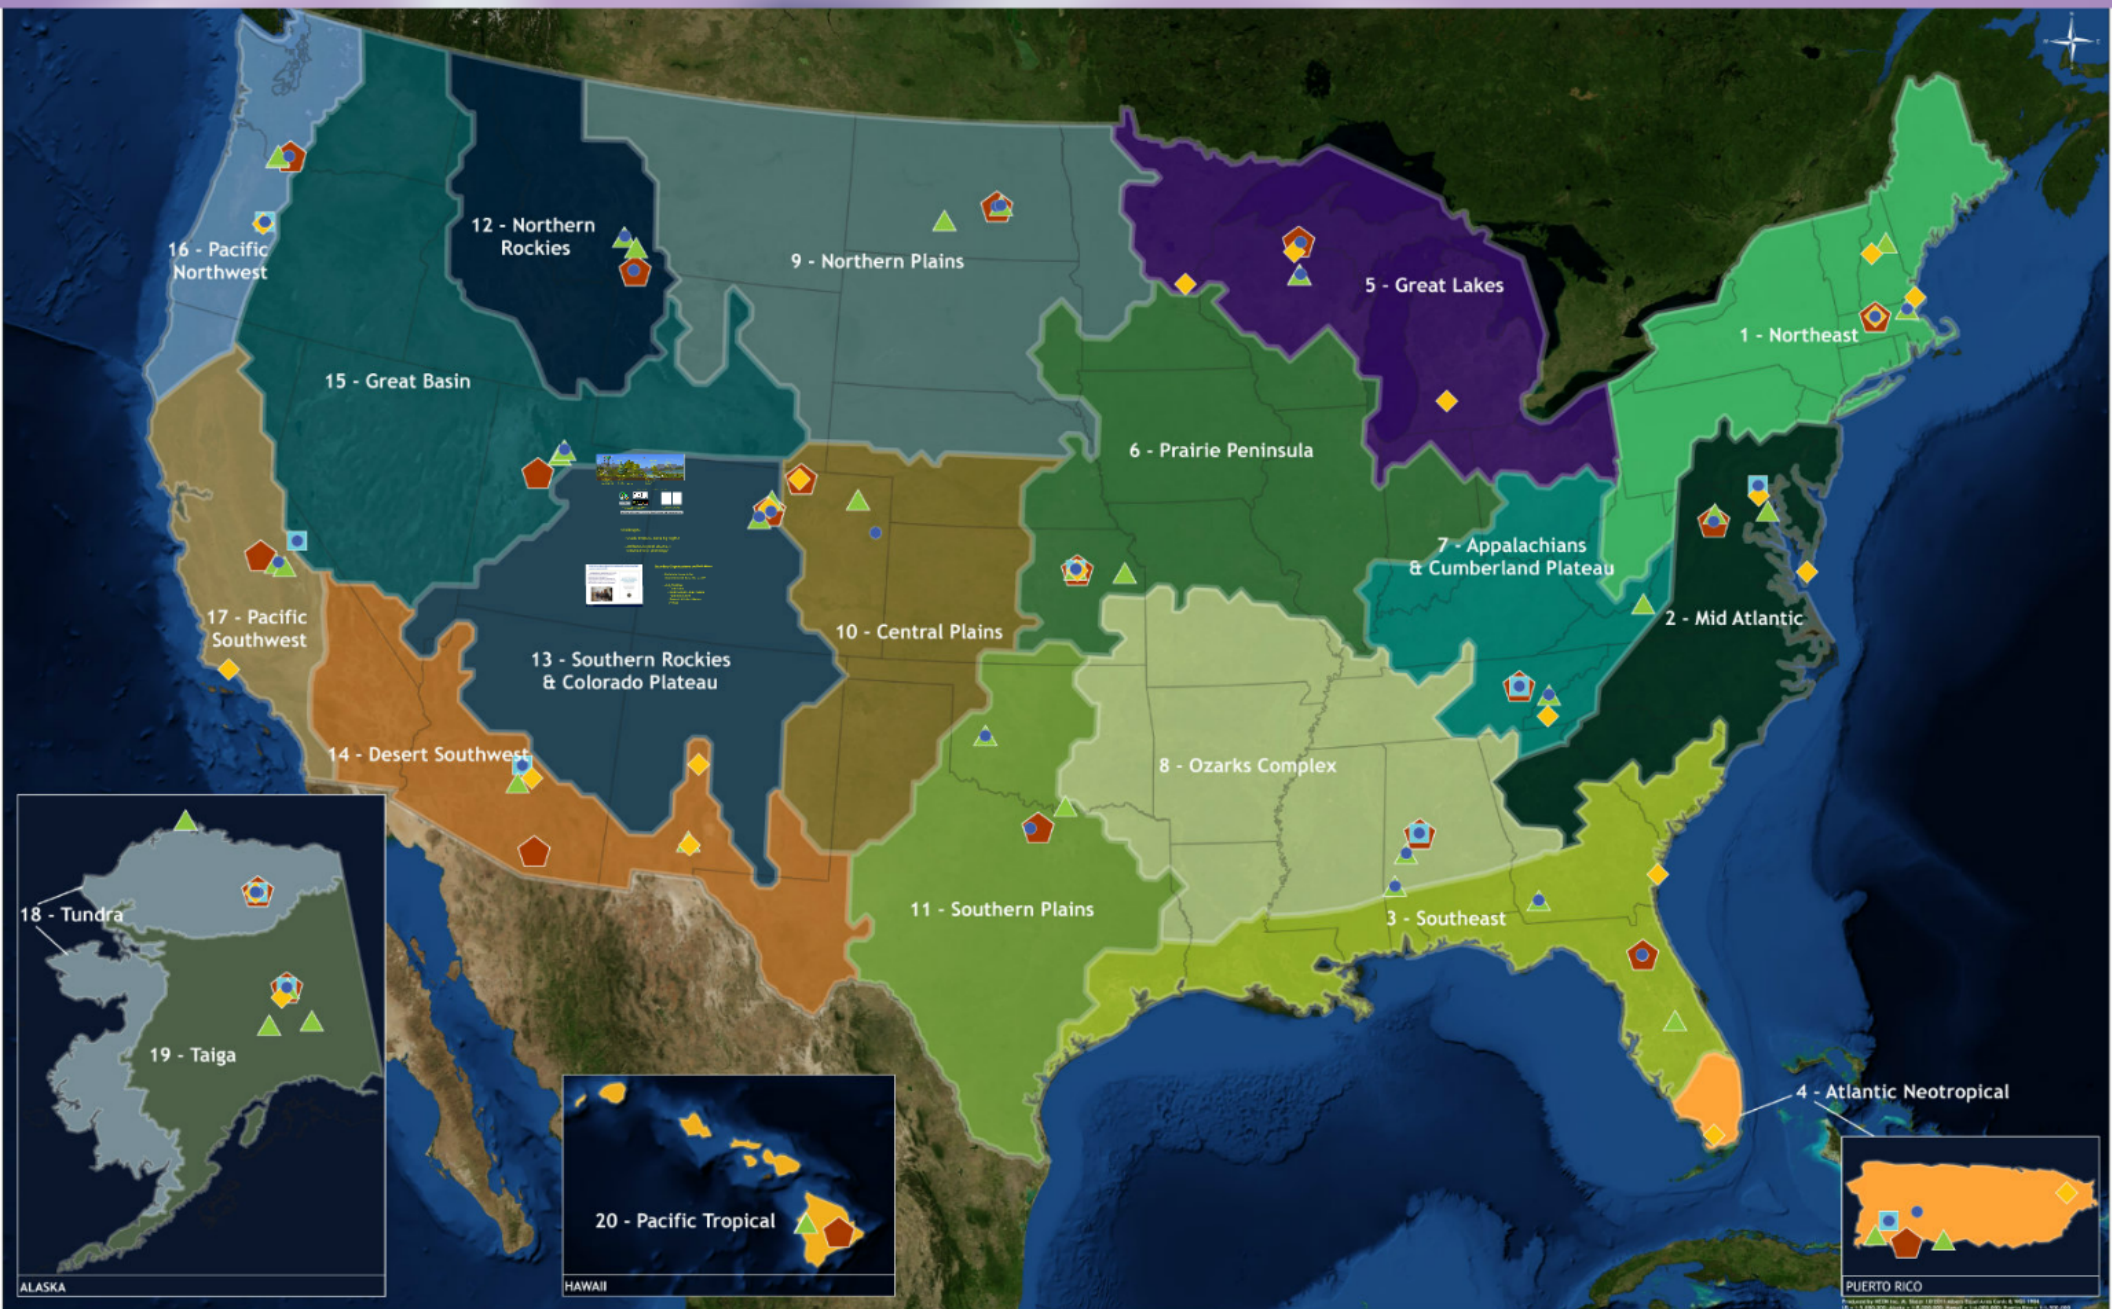 16 - Pacific
Northwest
12 - Northern
Rockies
9 - Northern Plains
5 - Great Lakes
1 - Northeast
15 - Great Basin
6 - Prairie Peninsula
7 - Appalachians
& Cumberland Plateau
2 - Mid Atlantic
17 - Pacific
Southwest
10 - Central Plains
13 - Southern Rockies
& Colorado Plateau
14 - Desert Southwest
8 - Ozarks Complex
11 - Southern Plains
3 - Southeast
18 - Tundra
19 - Taiga
4 - Atlantic Neotropical
20 - Pacific Tropical
ALASKA
HAWAII
PUERTO RICO